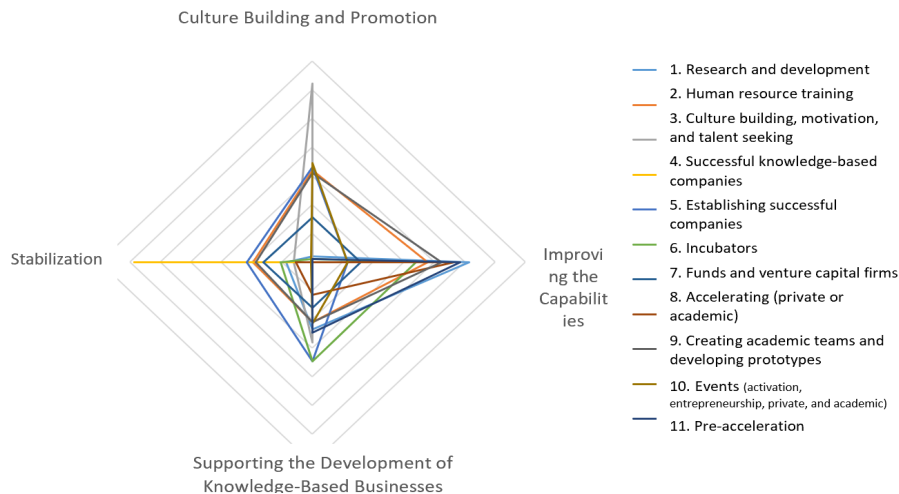 Culture Building and Promotion
Stabilization
Improvi
ng the
Capabilit
ies
Supporting the Development of
Knowledge-Based Businesses
1. Research and development
2. Human resource training
3. Culture building, motivation,
and talent seeking
4. Successful knowledge-based
companies
5. Establishing successful
companies
6. Incubators
7. Funds and venture capital firms
8. Accelerating (private or
academic)
9. Creating academic teams and
developing prototypes
10. Events (activation,
entrepreneurship, private, and academic)
11. Pre-acceleration